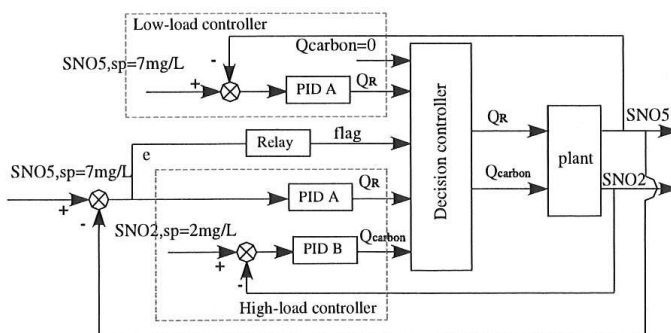 Low-load controller
Qcarbon=0
-
SNO5,sp=7mg/L
+
PID A
QR
SNO5
QR
Relay
flag
e
Decision controller
plant
SNO5,sp=7mg/L
Qcarbon
SNO2
+
PID A
QR
-
SNO2,sp=2mg/L
PID B
Qcarbon
+
-
High-load controller